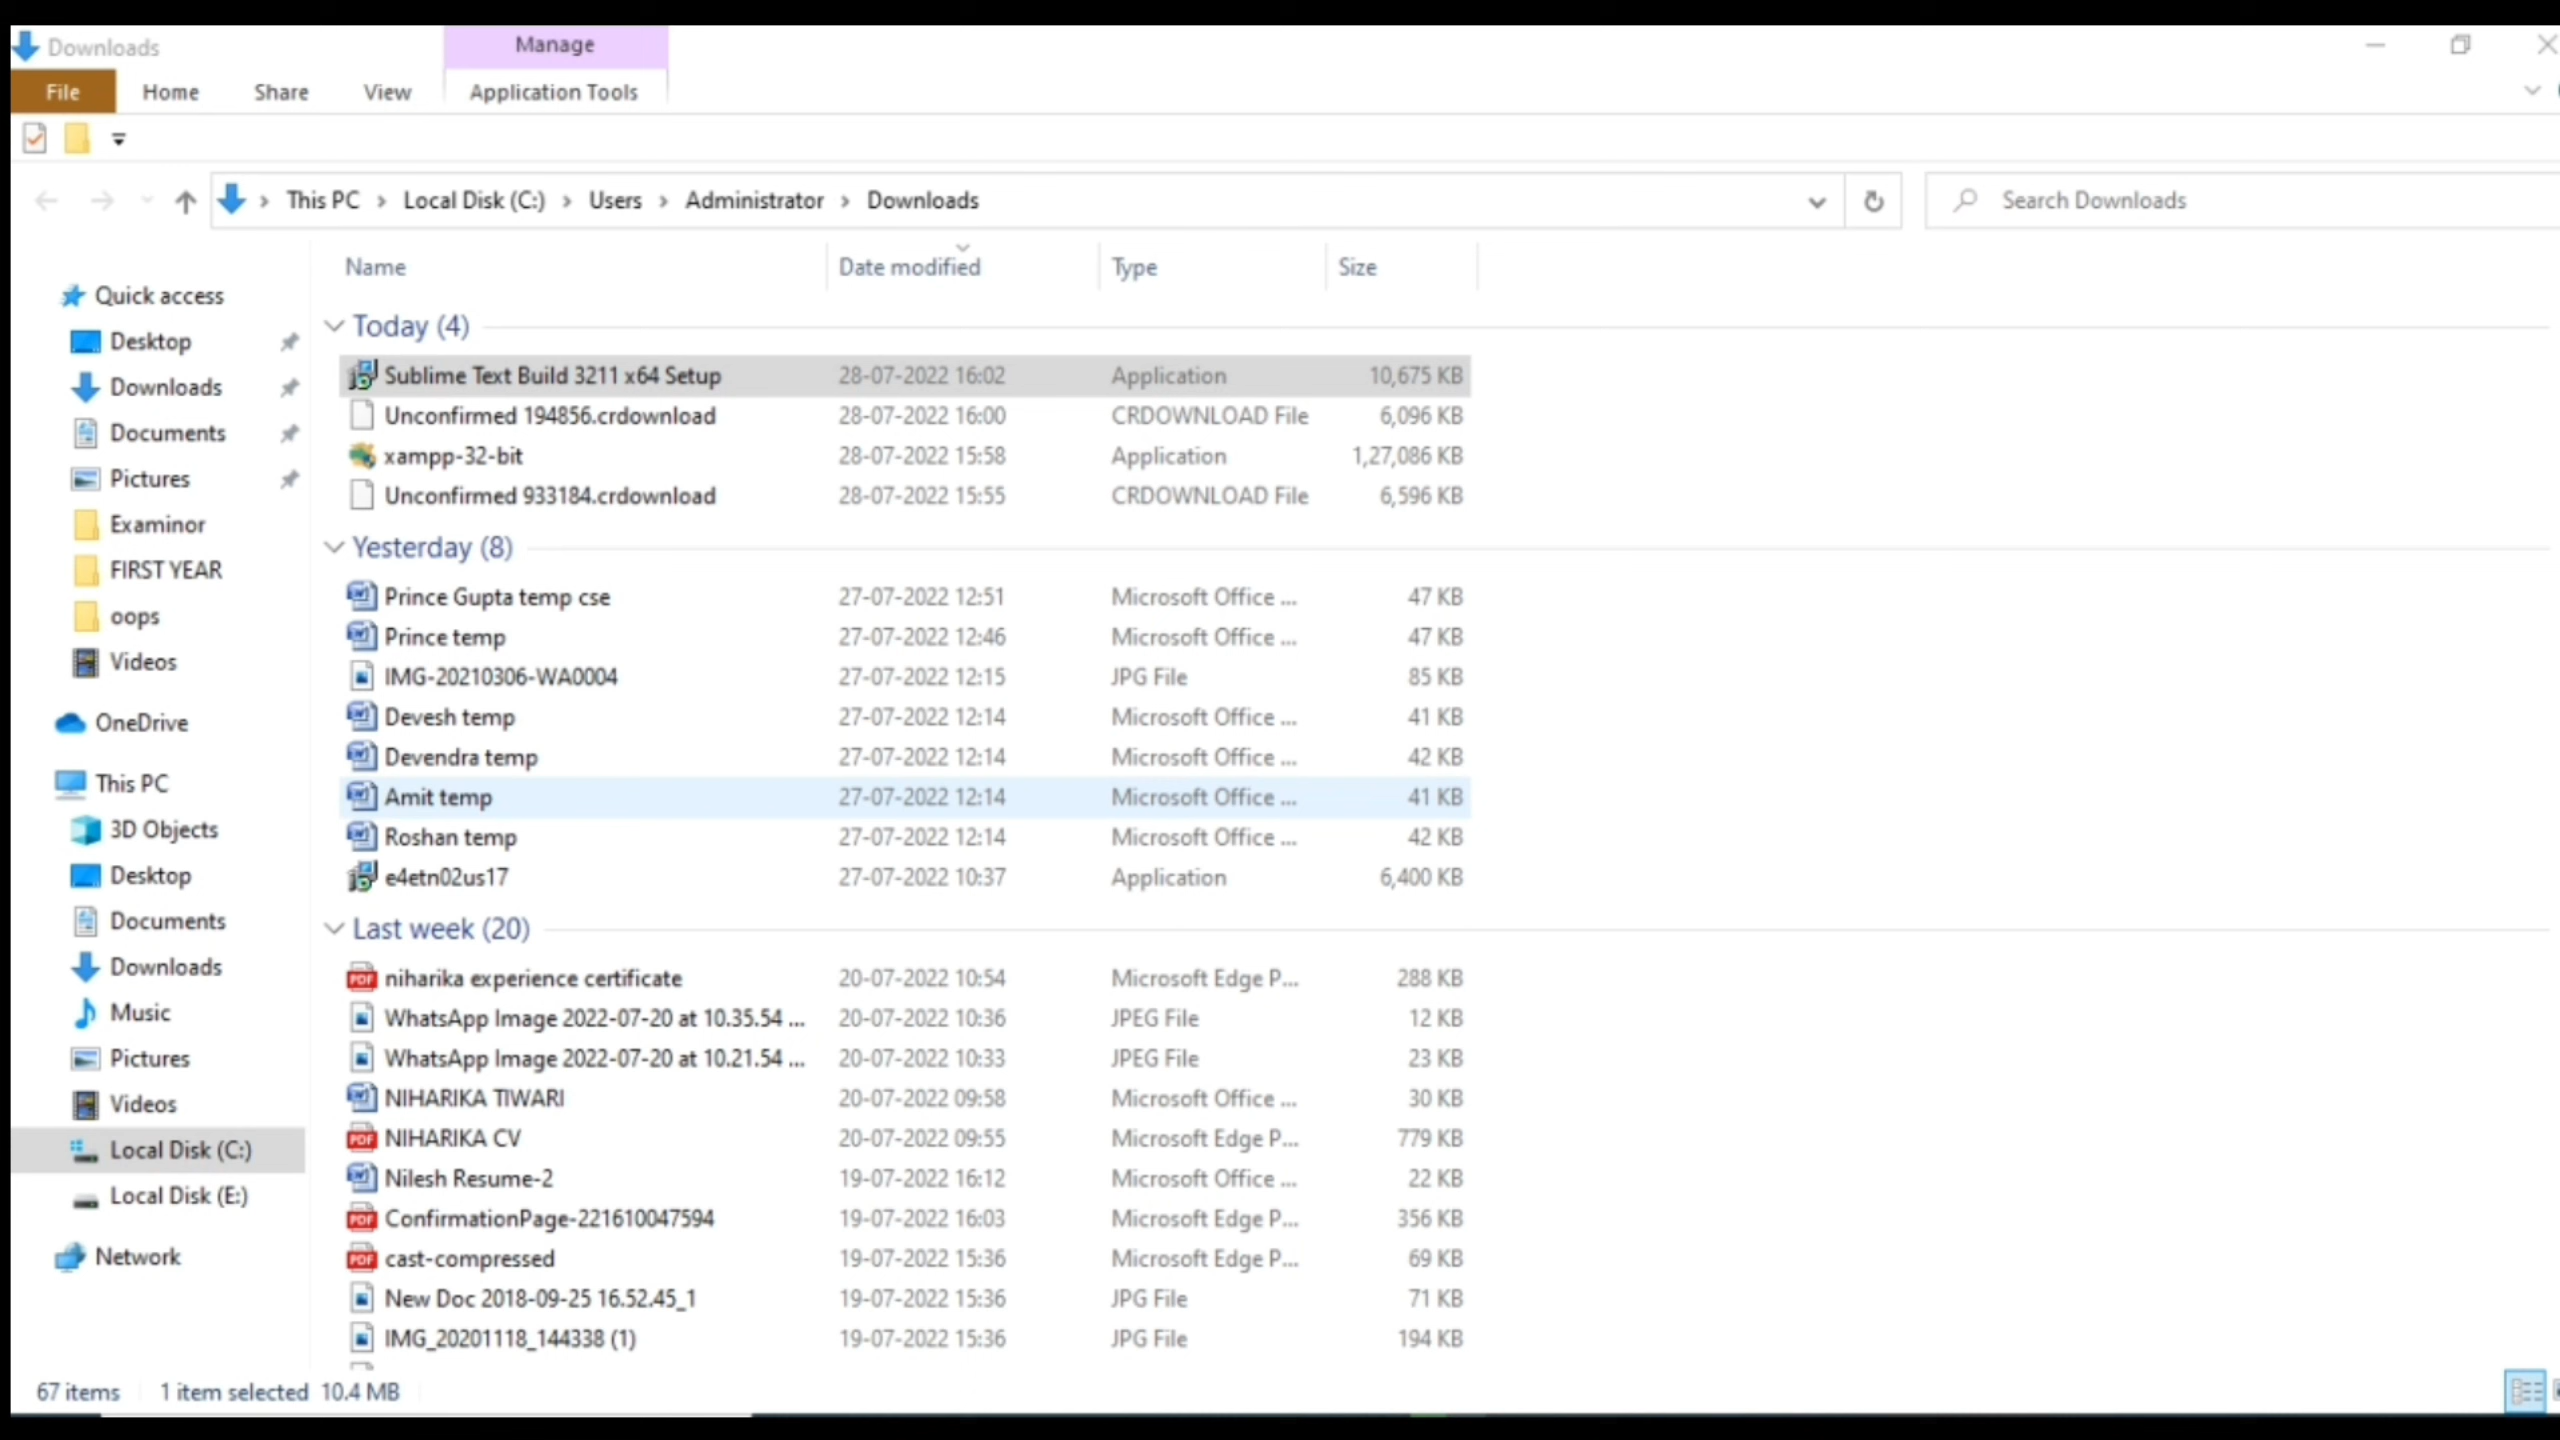 Downloads
Manage
File Home Share View Application Tools
This PC Local Disk (C:) Users Administrator Downloads
Search Downloads
Name Date modified Type Size
Quick access
Desktop
Downloads
Documents
Pictures
Examinor
FIRST YEAR
oops
Videos
OneDrive
This PC
3D Objects
Desktop
Documents
Downloads
Music
Pictures
Videos
Local Disk (C:)
Local Disk (E:)
Network
Today (4)
Sublime Text Build 3211 x64 Setup 28-07-2022 16:02 Application 10,675 KB
Unconfirmed 194856.crdownload 28-07-2022 16:00 CRDOWNLOAD File 6,096 KB
xampp-32-bit 28-07-2022 15:58 Application 1,27,086 KB
Unconfirmed 933184.crdownload 28-07-2022 15:55 CRDOWNLOAD File 6,596 KB
Yesterday (8)
Prince Gupta temp cse 27-07-2022 12:51 Microsoft Office ... 47 KB
Prince temp 27-07-2022 12:46 Microsoft Office ... 47 KB
IMG-20210306-WA0004 27-07-2022 12:15 JPG File 85 KB
Devesh temp 27-07-2022 12:14 Microsoft Office ... 41 KB
Devendra temp 27-07-2022 12:14 Microsoft Office ... 42 KB
Amit temp 27-07-2022 12:14 Microsoft Office ... 41 KB
Roshan temp 27-07-2022 12:14 Microsoft Office ... 42 KB
e4etn02us17 27-07-2022 10:37 Application 6,400 KB
Last week (20)
niharika experience certificate 20-07-2022 10:54 Microsoft Edge P... 288 KB
WhatsApp Image 2022-07-20 at 10.35.54 ... 20-07-2022 10:36 JPEG File 12 KB
WhatsApp Image 2022-07-20 at 10.21.54 ... 20-07-2022 10:33 JPEG File 23 KB
NIHARIKA TIWARI 20-07-2022 09:58 Microsoft Office ... 30 KB
NIHARIKA CV 20-07-2022 09:55 Microsoft Edge P... 779 KB
Nilesh Resume-2 19-07-2022 16:12 Microsoft Office ... 22 KB
ConfirmationPage-221610047594 19-07-2022 16:03 Microsoft Edge P... 356 KB
cast-compressed 19-07-2022 15:36 Microsoft Edge P... 69 KB
New Doc 2018-09-25 16.52.45_1 19-07-2022 15:36 JPG File 71 KB
IMG_20201118_144338 (1) 19-07-2022 15:36 JPG File 194 KB
67 items 1 item selected 10.4 MB